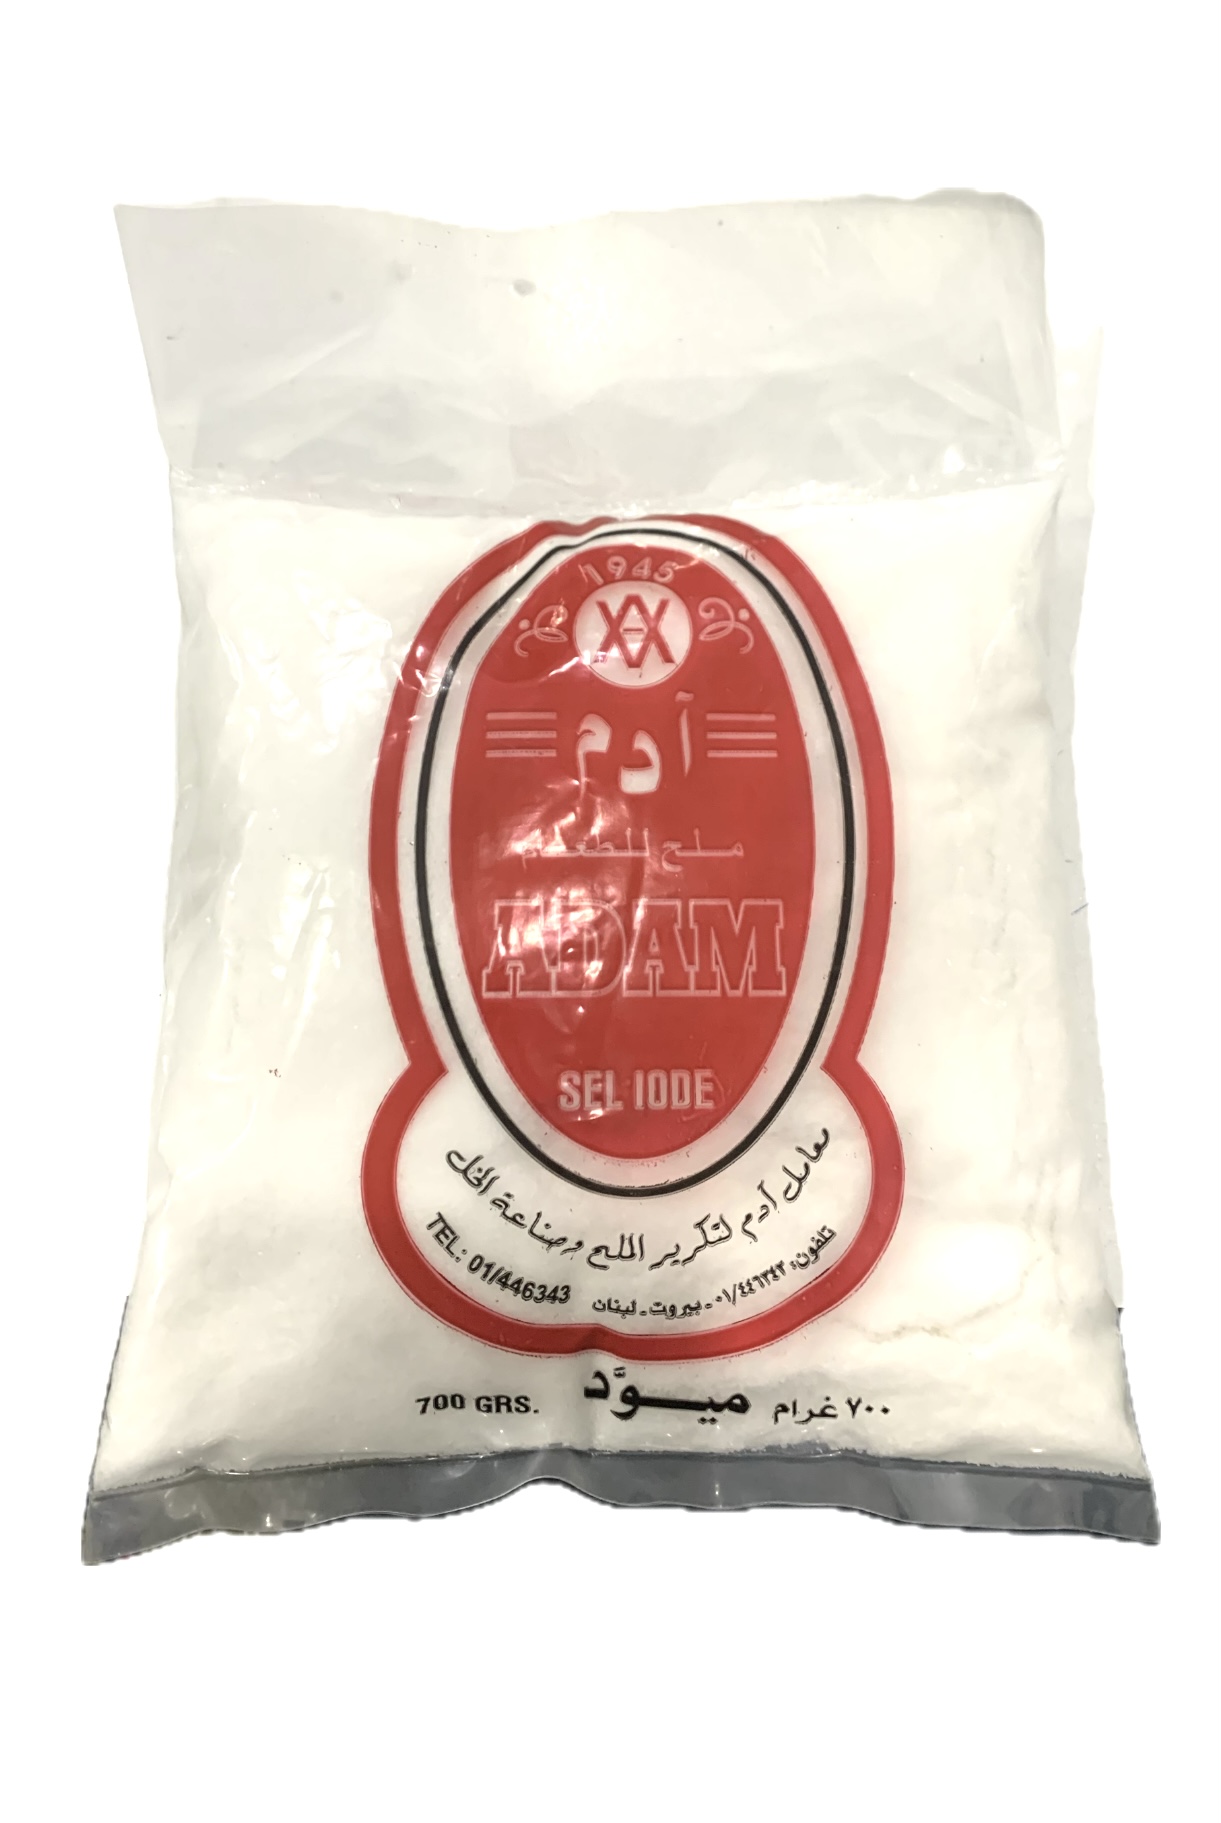 1945
آدم
ملح للطعام
ADAM
SEL IODE
معامل آدم لتكرير الملح وصناعة الخل
تلفون: ٠١/٤٤٦٣٤٣ - بيروت - لبنان
TEL: 01/446343
٧٠٠ غرام
ميـوَّد
700 GRS.